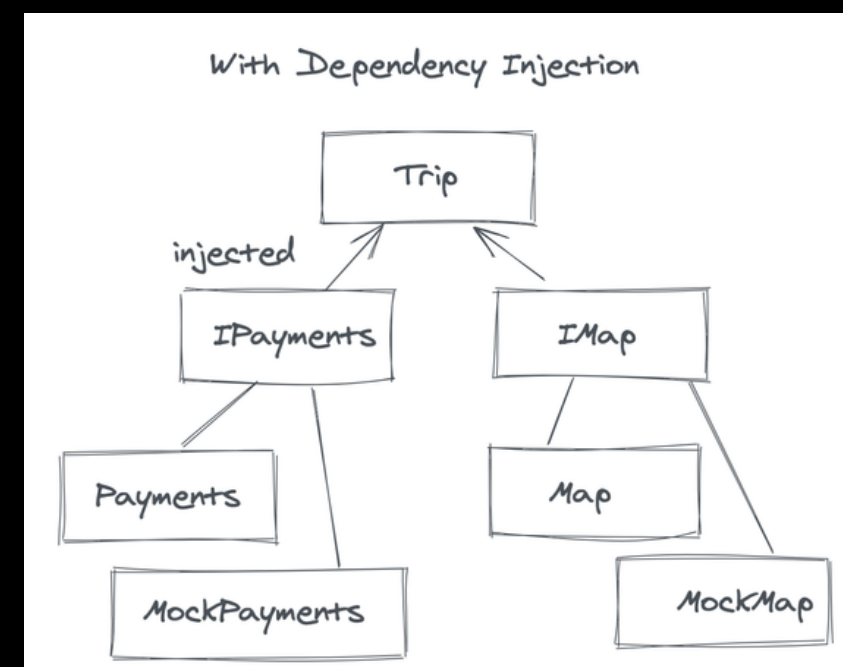 With Dependency Injection
Trip
injected
IPayments
IMap
Payments
Map
MockPayments
MockMap